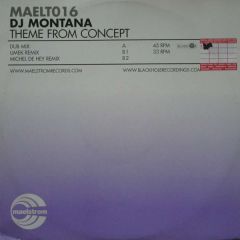 MAELT016
DJ MONTANA
THEME FROM CONCEPT
DUB MIX A 45 RPM
UMEK REMIX B1 33 RPM
MICHEL DE HEY REMIX B2
WWW.MAELSTROMRECORDS.COM WWW.BLACKHOLERECORDINGS.COM
maelstrom